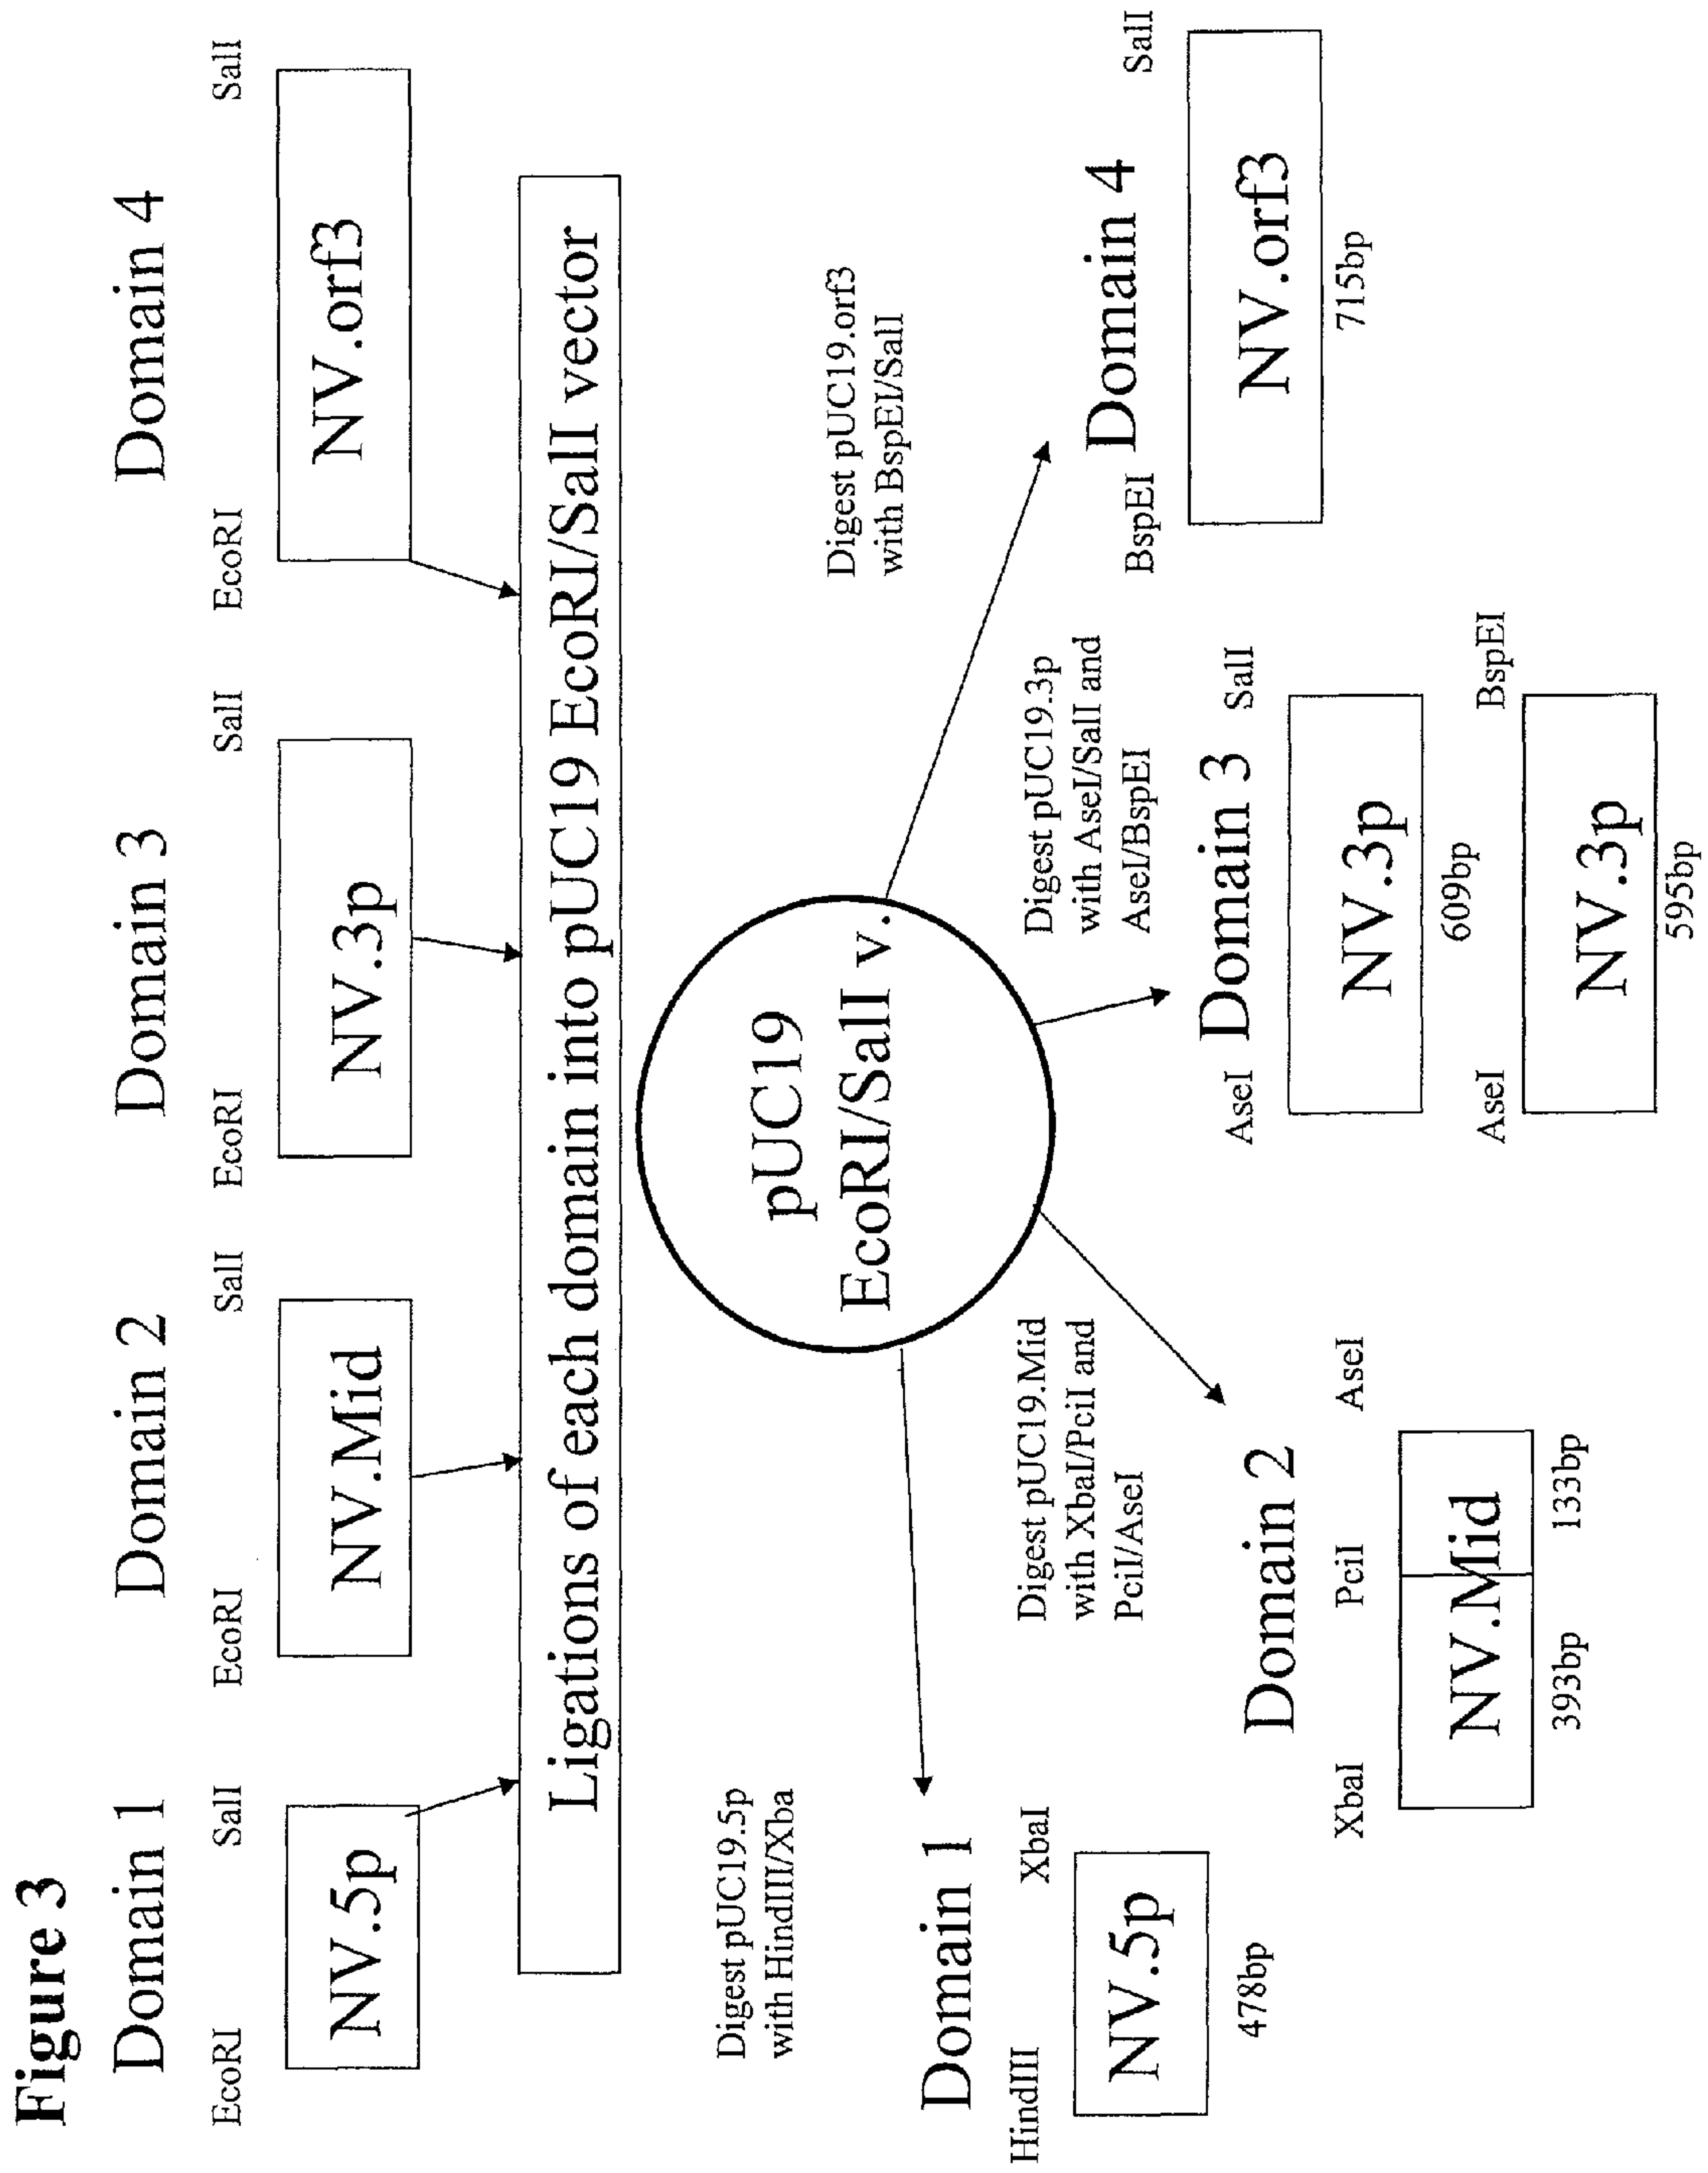 Figure 3
Domain 1
Domain 2
Domain 3
Domain 4
EcoRI
SalI
EcoRI
SalI
EcoRI
SalI
EcoRI
SalI
NV.5p
NV.Mid
NV.3p
NV.orf3
Ligations of each domain into pUC19 EcoRI/SalI vector
pUC19
EcoRI/SalI v.
Digest pUC19.5p
with HindIII/Xba
Domain 1
HindIII
XbaI
NV.5p
478bp
Digest pUC19.Mid
with XbaI/PciI and
PciI/AseI
Domain 2
XbaI
PciI
AseI
NV.Mid
393bp
133bp
Digest pUC19.3p
with AseI/SalI and
AseI/BspEI
Domain 3
AseI
SalI
NV.3p
609bp
AseI
BspEI
NV.3p
595bp
Digest pUC19.orf3
with BspEI/SalI
Domain 4
BspEI
SalI
NV.orf3
715bp